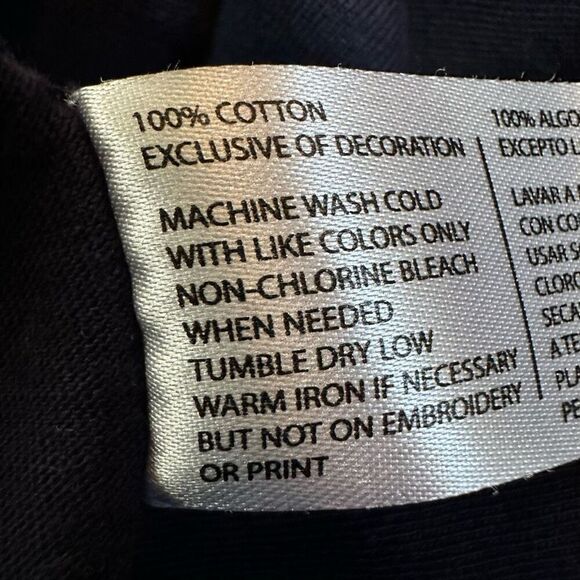 100% COTTON
EXCLUSIVE OF DECORATION
MACHINE WASH COLD
WITH LIKE COLORS ONLY
NON-CHLORINE BLEACH
WHEN NEEDED
TUMBLE DRY LOW
WARM IRON IF NECESSARY
BUT NOT ON EMBROIDERY
OR PRINT
100% ALGO
EXCEPTO L
LAVAR A
CON CO
USAR S
CLORO
SECA
A TE
PLA
PE